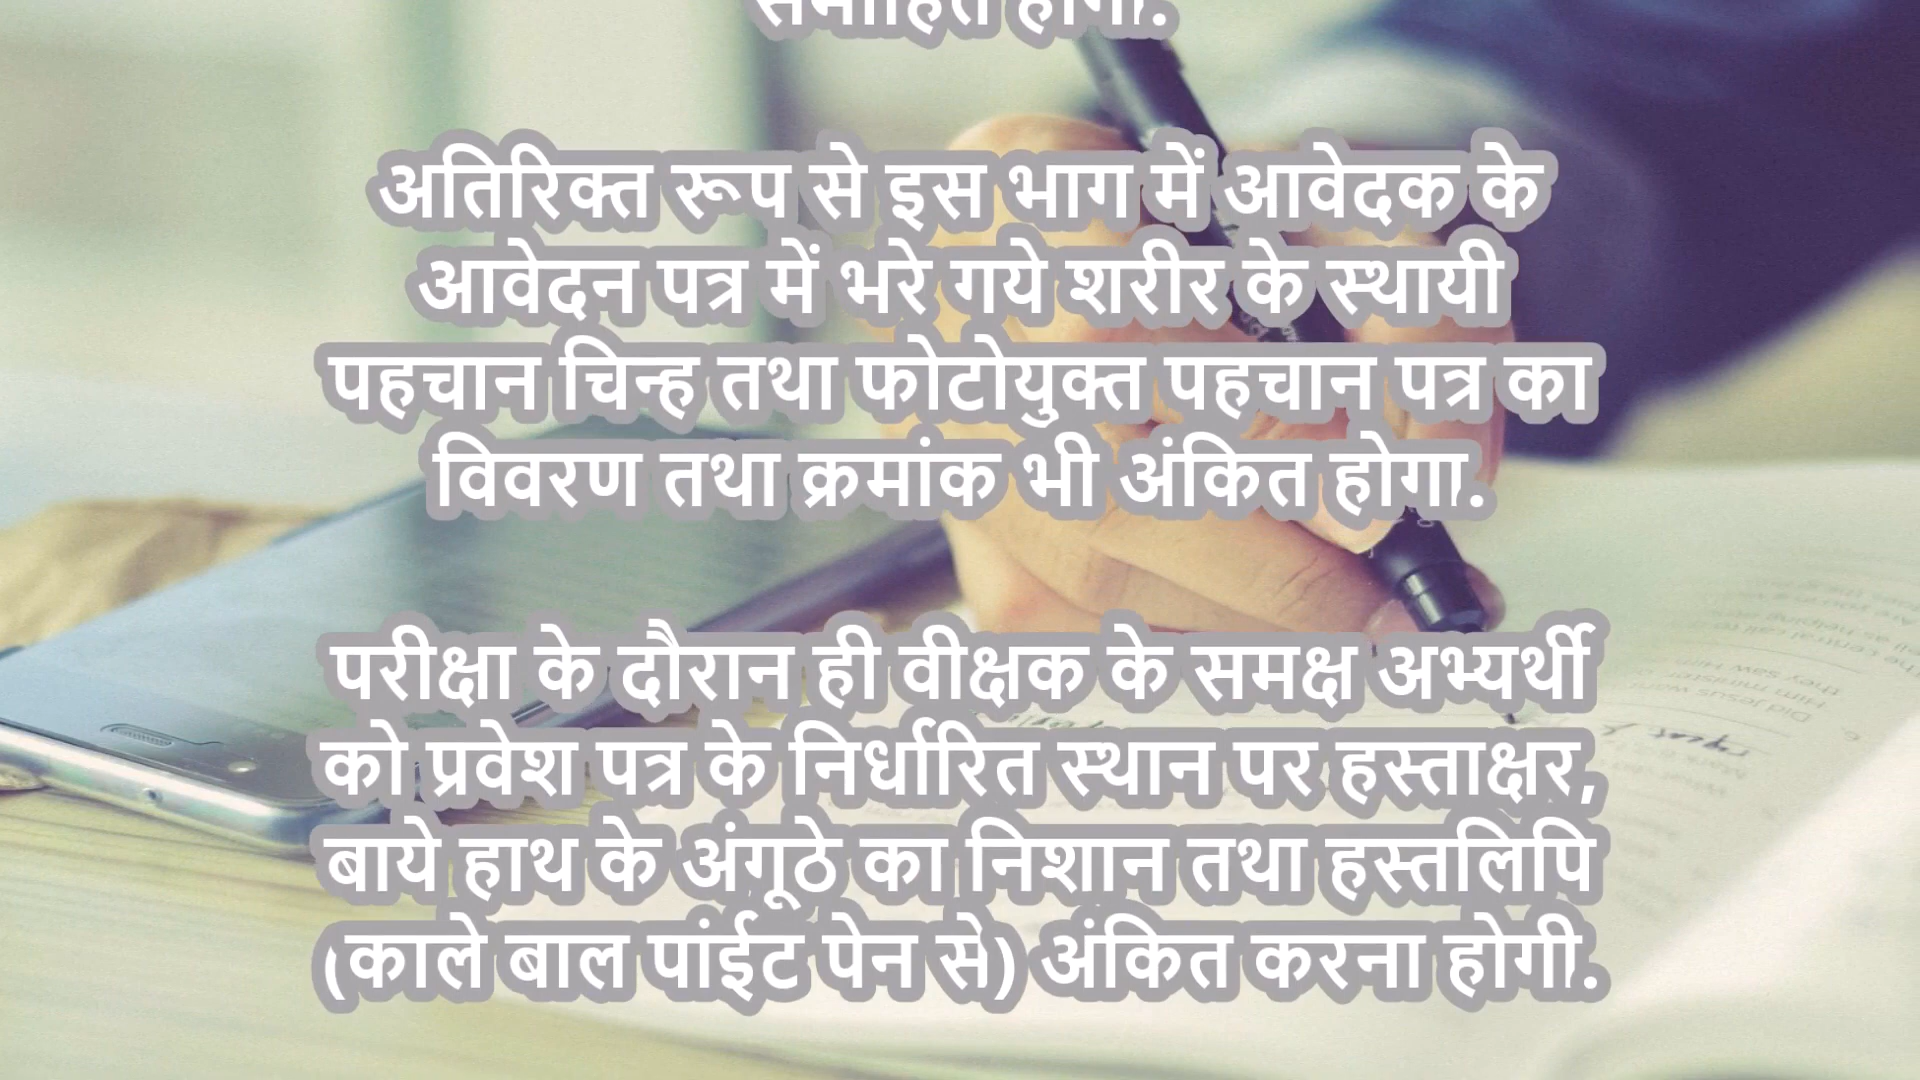 समाहित होगी.
अतिरिक्त रूप से इस भाग में आवेदक के
आवेदन पत्र में भरे गये शरीर के स्थायी
पहचान चिन्ह तथा फोटोयुक्त पहचान पत्र का
विवरण तथा क्रमांक भी अंकित होगा.
परीक्षा के दौरान ही वीक्षक के समक्ष अभ्यर्थी
को प्रवेश पत्र के निर्धारित स्थान पर हस्ताक्षर,
बाये हाथ के अंगूठे का निशान तथा हस्तलिपि
(काले बाल पांईट पेन से) अंकित करना होगी.